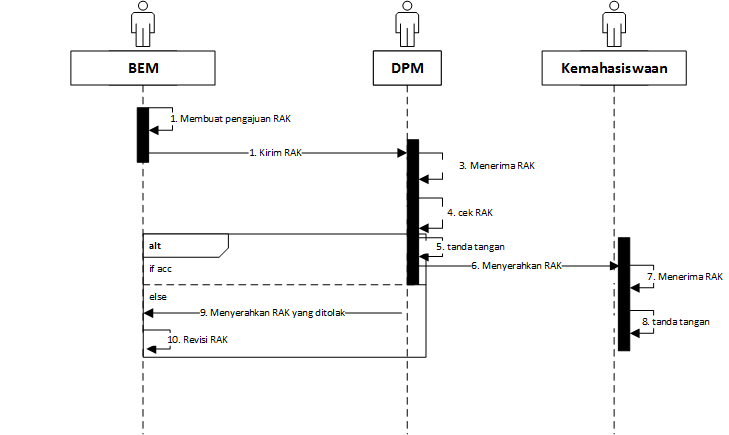 BEM
DPM
Kemahasiswaan
1. Membuat pengajuan RAK
1. Kirim RAK
3. Menerima RAK
4. cek RAK
alt
5. tanda tangan
if acc
6. Menyerahkan RAK
7. Menerima RAK
else
9. Menyerahkan RAK yang ditolak
8. tanda tangan
10. Revisi RAK